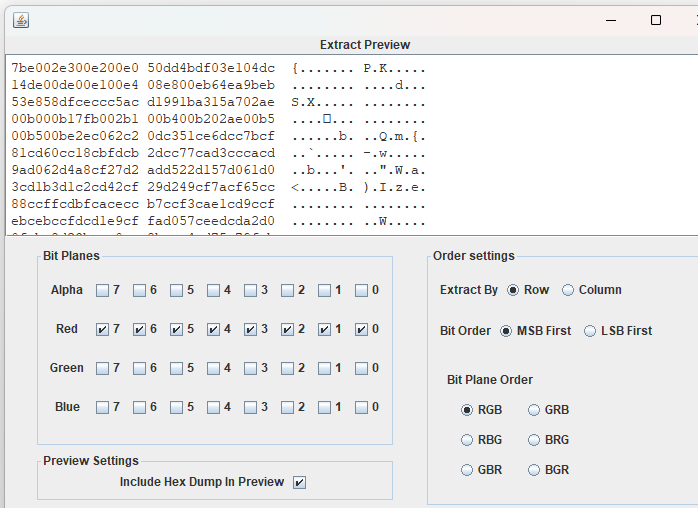 Extract Preview
7be002e300e200e0 50dd4bdf03e104dc {....... P.K.....
14de00de00e100e4 08e800eb64ea9beb ........ ....d...
53e858dfceccc5ac d1991ba315a702ae S.X..... ........
00b000b17fb002b1 00b400b202ae00b5 ....□... ........
00b500be2ec062c2 0dc351ce6dcc7bcf ......b. ..Q.m.{.
81cd60cc18cbfdcb 2dcc77cad3cccacd ..`..... -.w.....
9ad062d4a8cf27d2 add522d157d061d0 ..b...'. ..".W.a.
3cd1b3d1c2cd42cf 29d249cf7acf65cc <.....B. ).I.z.e.
88ccffcdbfcacecc b7ccf3cae1cd9ccf ........ ........
ebcebccfdcd1e9cf fad057ceedcda2d0 ........ ..W.....
Bit Planes
Alpha 7 6 5 4 3 2 1 0
Red 7 6 5 4 3 2 1 0
Green 7 6 5 4 3 2 1 0
Blue 7 6 5 4 3 2 1 0
Preview Settings
Include Hex Dump In Preview
Order settings
Extract By Row Column
Bit Order MSB First LSB First
Bit Plane Order
RGB GRB
RBG BRG
GBR BGR